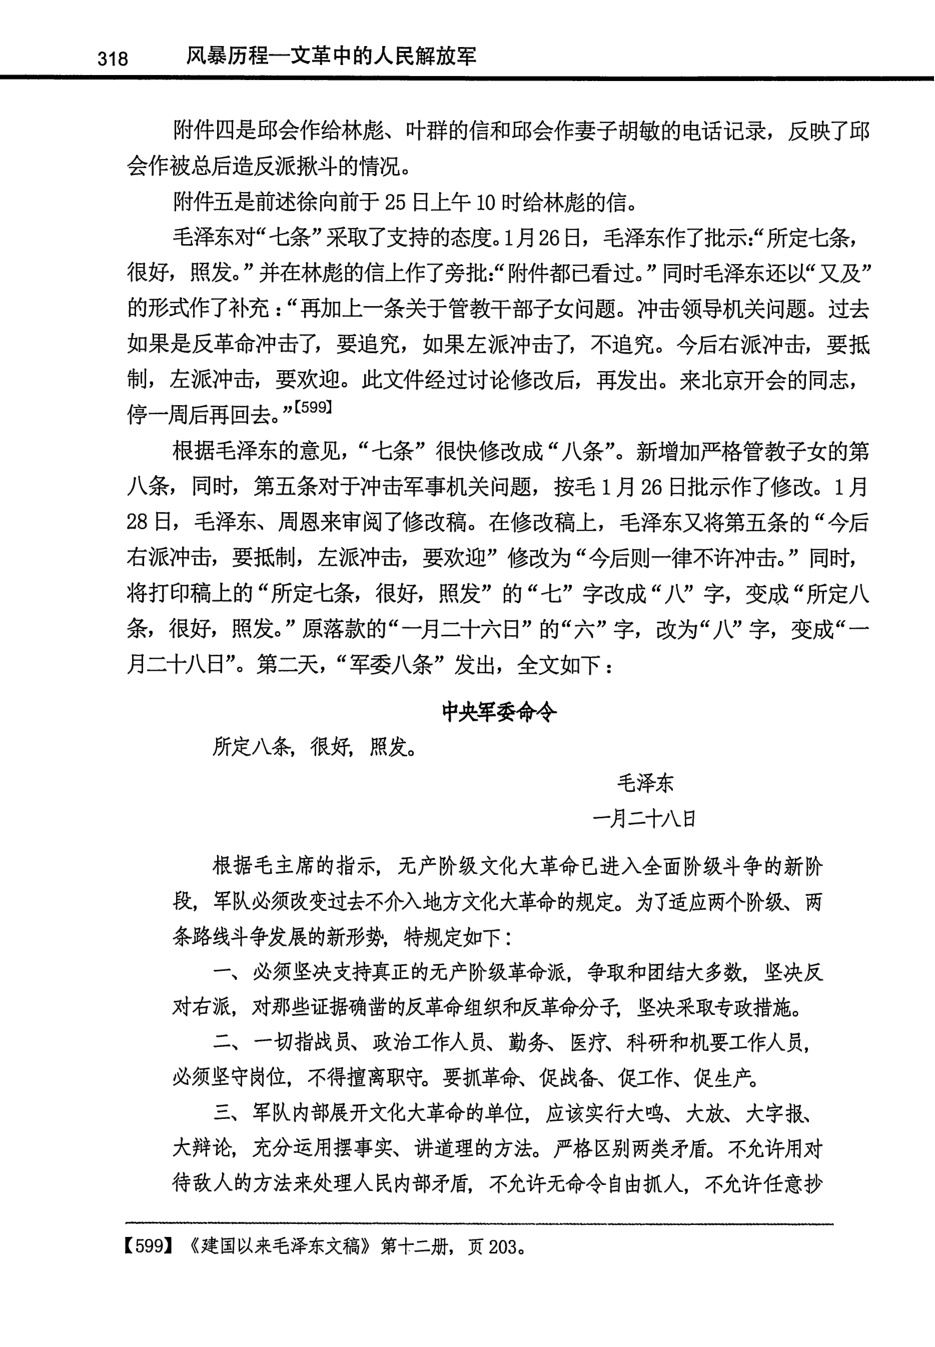 318 风暴历程—文革中的人民解放军
附件四是邱会作给林彪、叶群的信和邱会作妻子胡敏的电话记录，反映了邱
会作被总后造反派揪斗的情况。
附件五是前述徐向前于25日上午10时给林彪的信。
毛泽东对“七条”采取了支持的态度。1月26日，毛泽东作了批示：“所定七条，
很好，照发。”并在林彪的信上作了旁批：“附件都已看过。”同时毛泽东还以“又及”
的形式作了补充：“再加上一条关于管教干部子女问题。冲击领导机关问题。过去
如果是反革命冲击了，要追究，如果左派冲击了，不追究。今后右派冲击，要抵
制，左派冲击，要欢迎。此文件经过讨论修改后，再发出。来北京开会的同志，
停一周后再回去。”【599】
根据毛泽东的意见，“七条”很快修改成“八条”。新增加严格管教子女的第
八条，同时，第五条对于冲击军事机关问题，按毛1月26日批示作了修改。1月
28日，毛泽东、周恩来审阅了修改稿。在修改稿上，毛泽东又将第五条的“今后
右派冲击，要抵制，左派冲击，要欢迎”修改为“今后则一律不许冲击。”同时，
将打印稿上的“所定七条，很好，照发”的“七”字改成“八”字，变成“所定八
条，很好，照发。”原落款的“一月二十六日”的“六”字，改为“八”字，变成“一
月二十八日”。第二天，“军委八条”发出，全文如下：
中央军委命令
所定八条，很好，照发。
毛泽东
一月二十八日
根据毛主席的指示，无产阶级文化大革命已进入全面阶级斗争的新阶
段，军队必须改变过去不介入地方文化大革命的规定。为了适应两个阶级、两
条路线斗争发展的新形势，特规定如下：
一、必须坚决支持真正的无产阶级革命派，争取和团结大多数，坚决反
对右派，对那些证据确凿的反革命组织和反革命分子，坚决采取专政措施。
二、一切指战员、政治工作人员、勤务、医疗、科研和机要工作人员，
必须坚守岗位，不得擅离职守。要抓革命、促战备、促工作、促生产。
三、军队内部展开文化大革命的单位，应该实行大鸣、大放、大字报、
大辩论，充分运用摆事实、讲道理的方法。严格区别两类矛盾。不允许用对
待敌人的方法来处理人民内部矛盾，不允许无命令自由抓人，不允许任意抄
【599】《建国以来毛泽东文稿》第十二册，页203。